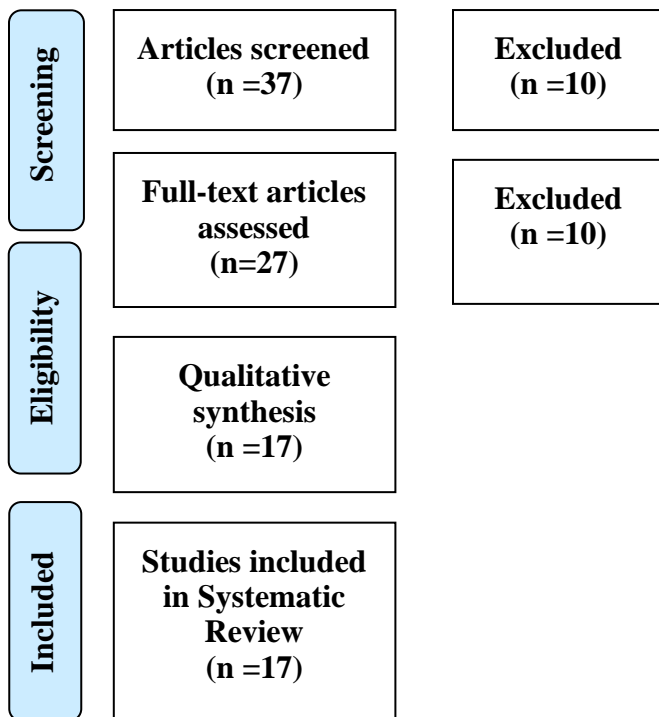 Screening
Articles screened
(n =37)
Excluded
(n =10)
Full-text articles
assessed
(n=27)
Excluded
(n =10)
Eligibility
Qualitative
synthesis
(n =17)
Included
Studies included
in Systematic
Review
(n =17)